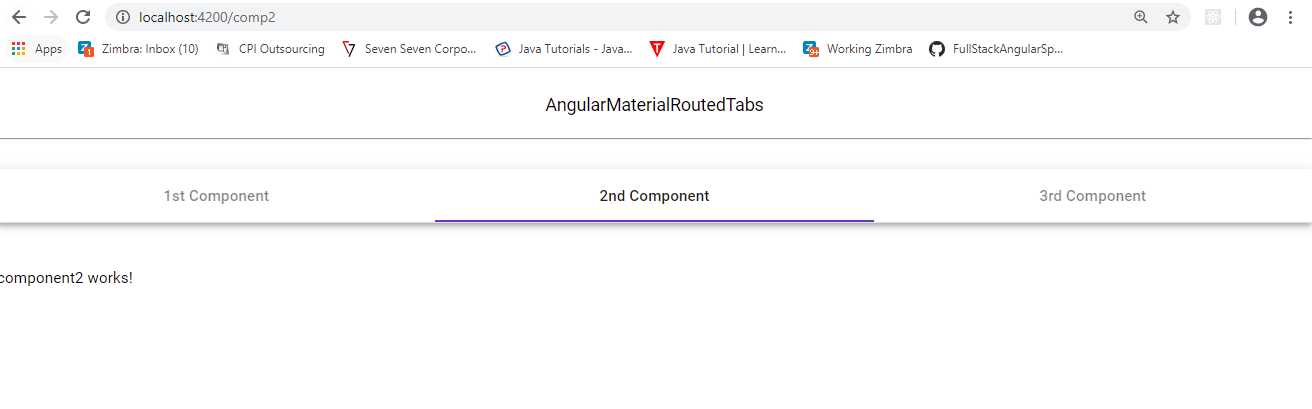 localhost:4200/comp2
Apps Zimbra: Inbox (10) CPI Outsourcing Seven Seven Corpo... Java Tutorials - Java... Java Tutorial | Learn... Working Zimbra FullStackAngularSp...
AngularMaterialRoutedTabs
1st Component 2nd Component 3rd Component
component2 works!